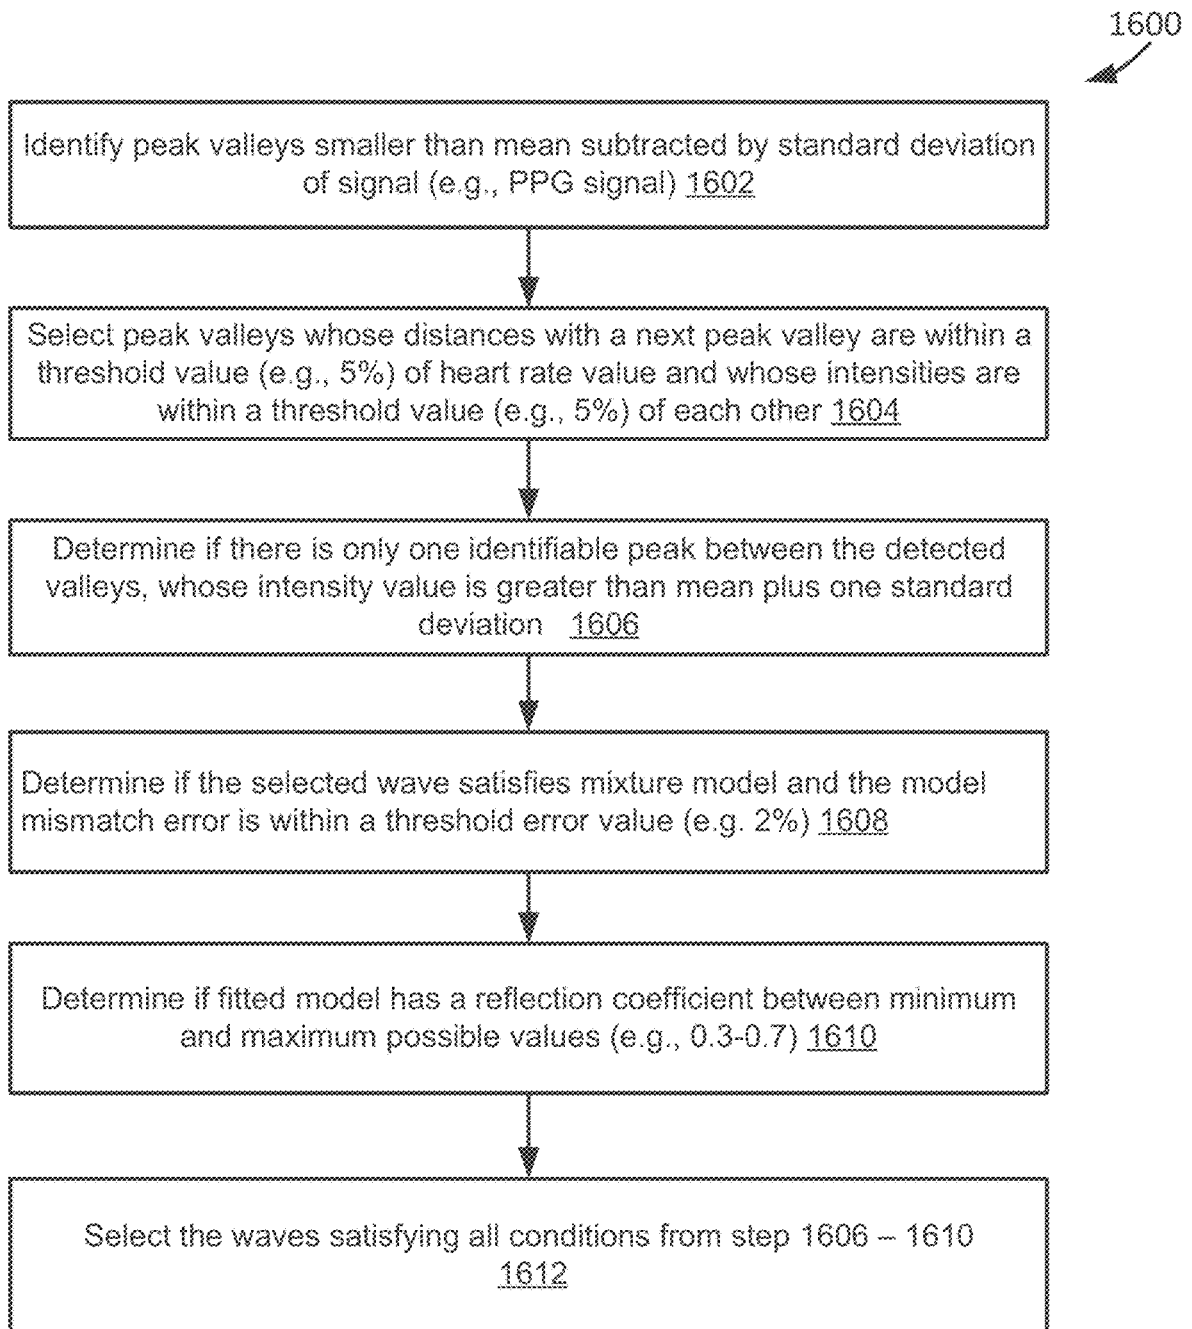 1600
Identify peak valleys smaller than mean subtracted by standard deviation
of signal (e.g., PPG signal) 1602
Select peak valleys whose distances with a next peak valley are within a
threshold value (e.g., 5%) of heart rate value and whose intensities are
within a threshold value (e.g., 5%) of each other 1604
Determine if there is only one identifiable peak between the detected
valleys, whose intensity value is greater than mean plus one standard
deviation 1606
Determine if the selected wave satisfies mixture model and the model
mismatch error is within a threshold error value (e.g. 2%) 1608
Determine if fitted model has a reflection coefficient between minimum
and maximum possible values (e.g., 0.3-0.7) 1610
Select the waves satisfying all conditions from step 1606 – 1610
1612